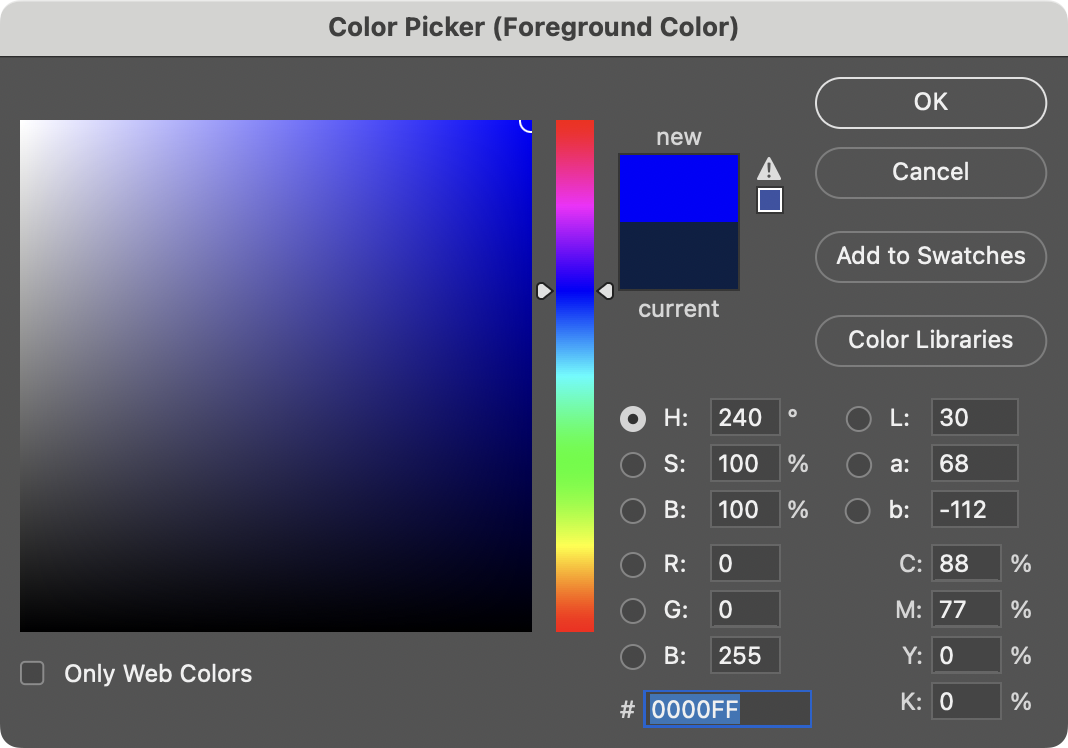 Color Picker (Foreground Color)
new
current
OK
Cancel
Add to Swatches
Color Libraries
H: 240 °
S: 100 %
B: 100 %
R: 0
G: 0
B: 255
# 0000FF
L: 30
a: 68
b: -112
C: 88 %
M: 77 %
Y: 0 %
K: 0 %
Only Web Colors